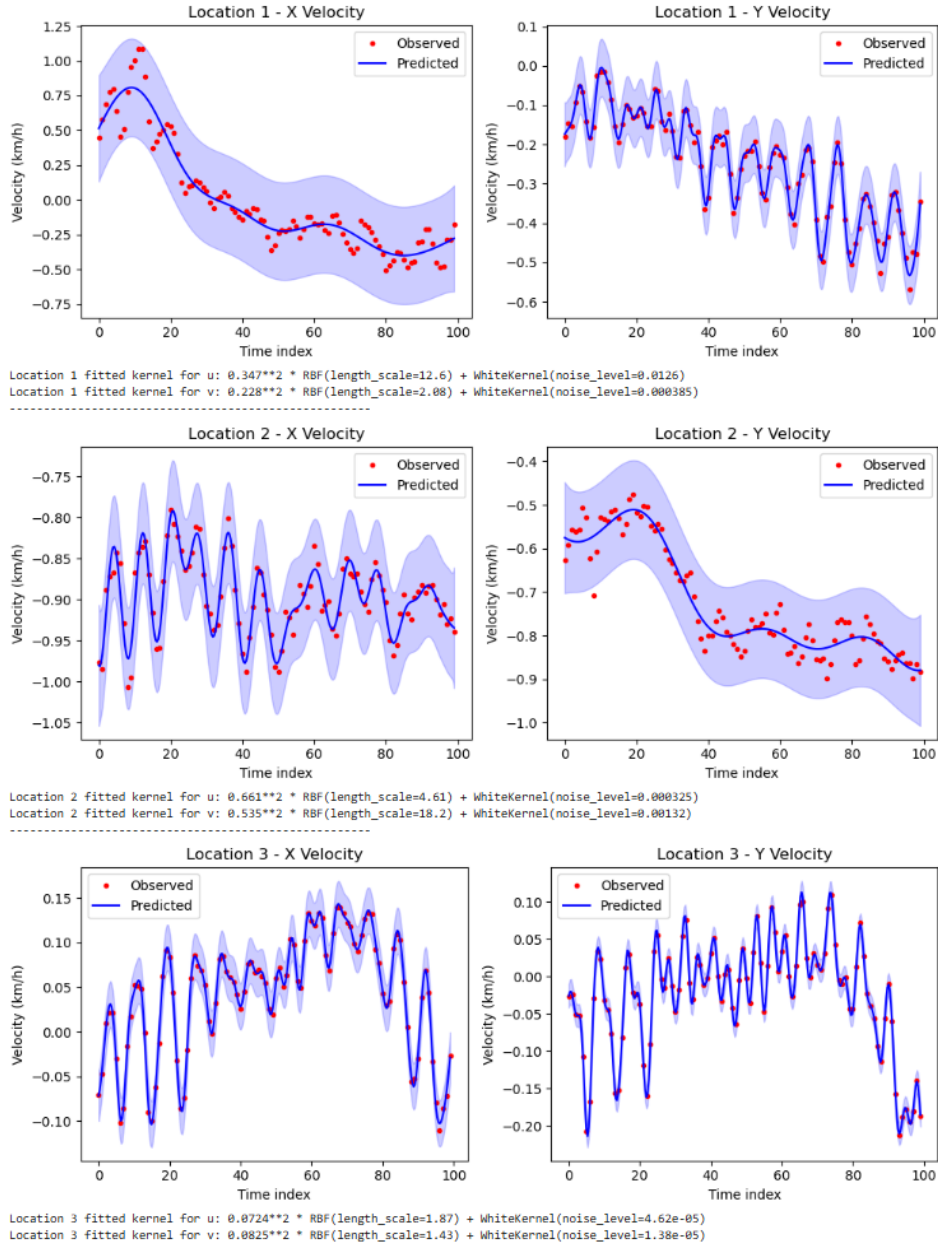 Location 1 - X Velocity
Location 1 - Y Velocity
Velocity (km/h)
1.25
1.00
0.75
0.50
0.25
0.00
−0.25
−0.50
−0.75
Observed
Predicted
0 20 40 60 80 100
Time index
Velocity (km/h)
0.1
0.0
−0.1
−0.2
−0.3
−0.4
−0.5
−0.6
Observed
Predicted
0 20 40 60 80 100
Time index
Location 1 fitted kernel for u: 0.347**2 * RBF(length_scale=12.6) + WhiteKernel(noise_level=0.0126)
Location 1 fitted kernel for v: 0.228**2 * RBF(length_scale=2.08) + WhiteKernel(noise_level=0.000385)
-----------------------------------------------------
Location 2 - X Velocity
Location 2 - Y Velocity
Velocity (km/h)
−0.75
−0.80
−0.85
−0.90
−0.95
−1.00
−1.05
Observed
Predicted
0 20 40 60 80 100
Time index
Velocity (km/h)
−0.4
−0.5
−0.6
−0.7
−0.8
−0.9
−1.0
Observed
Predicted
0 20 40 60 80 100
Time index
Location 2 fitted kernel for u: 0.661**2 * RBF(length_scale=4.61) + WhiteKernel(noise_level=0.000325)
Location 2 fitted kernel for v: 0.535**2 * RBF(length_scale=18.2) + WhiteKernel(noise_level=0.00132)
-----------------------------------------------------
Location 3 - X Velocity
Location 3 - Y Velocity
Velocity (km/h)
0.15
0.10
0.05
0.00
−0.05
−0.10
Observed
Predicted
0 20 40 60 80 100
Time index
Velocity (km/h)
0.10
0.05
0.00
−0.05
−0.10
−0.15
−0.20
Observed
Predicted
0 20 40 60 80 100
Time index
Location 3 fitted kernel for u: 0.0724**2 * RBF(length_scale=1.87) + WhiteKernel(noise_level=4.62e-05)
Location 3 fitted kernel for v: 0.0825**2 * RBF(length_scale=1.43) + WhiteKernel(noise_level=1.38e-05)